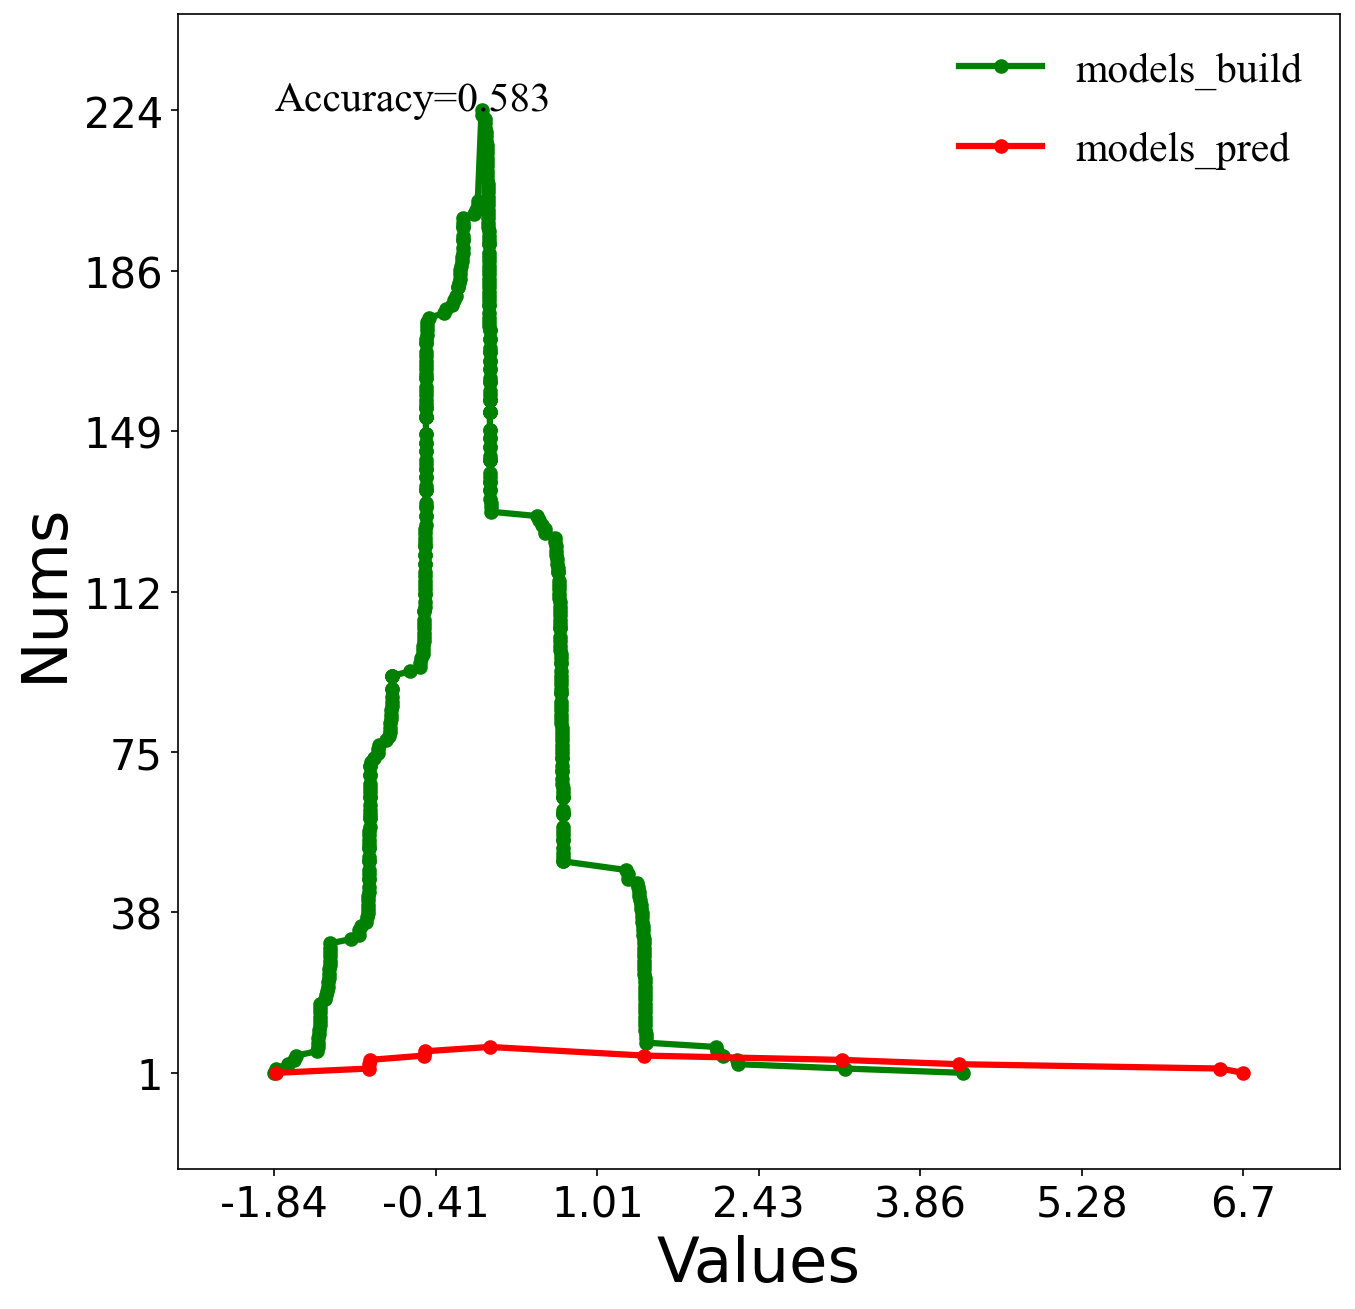 models_build
models_pred
Accuracy=0.583
224
186
149
112
75
38
1
Nums
-1.84 -0.41 1.01 2.43 3.86 5.28 6.7
Values